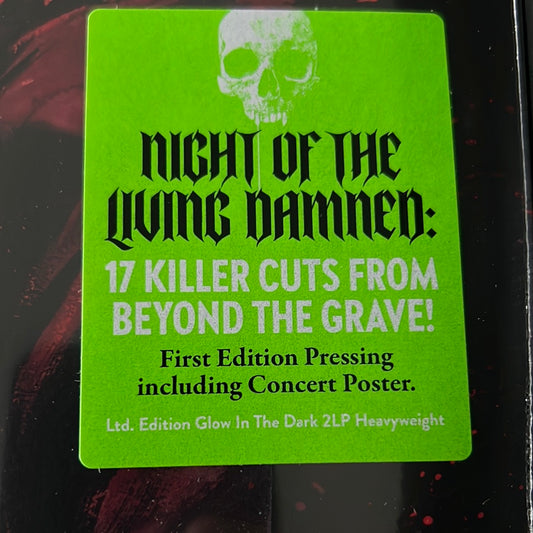 NIGHT OF THE
LIVING DAMNED:
17 KILLER CUTS FROM
BEYOND THE GRAVE!
First Edition Pressing
including Concert Poster.
Ltd. Edition Glow In The Dark 2LP Heavyweight